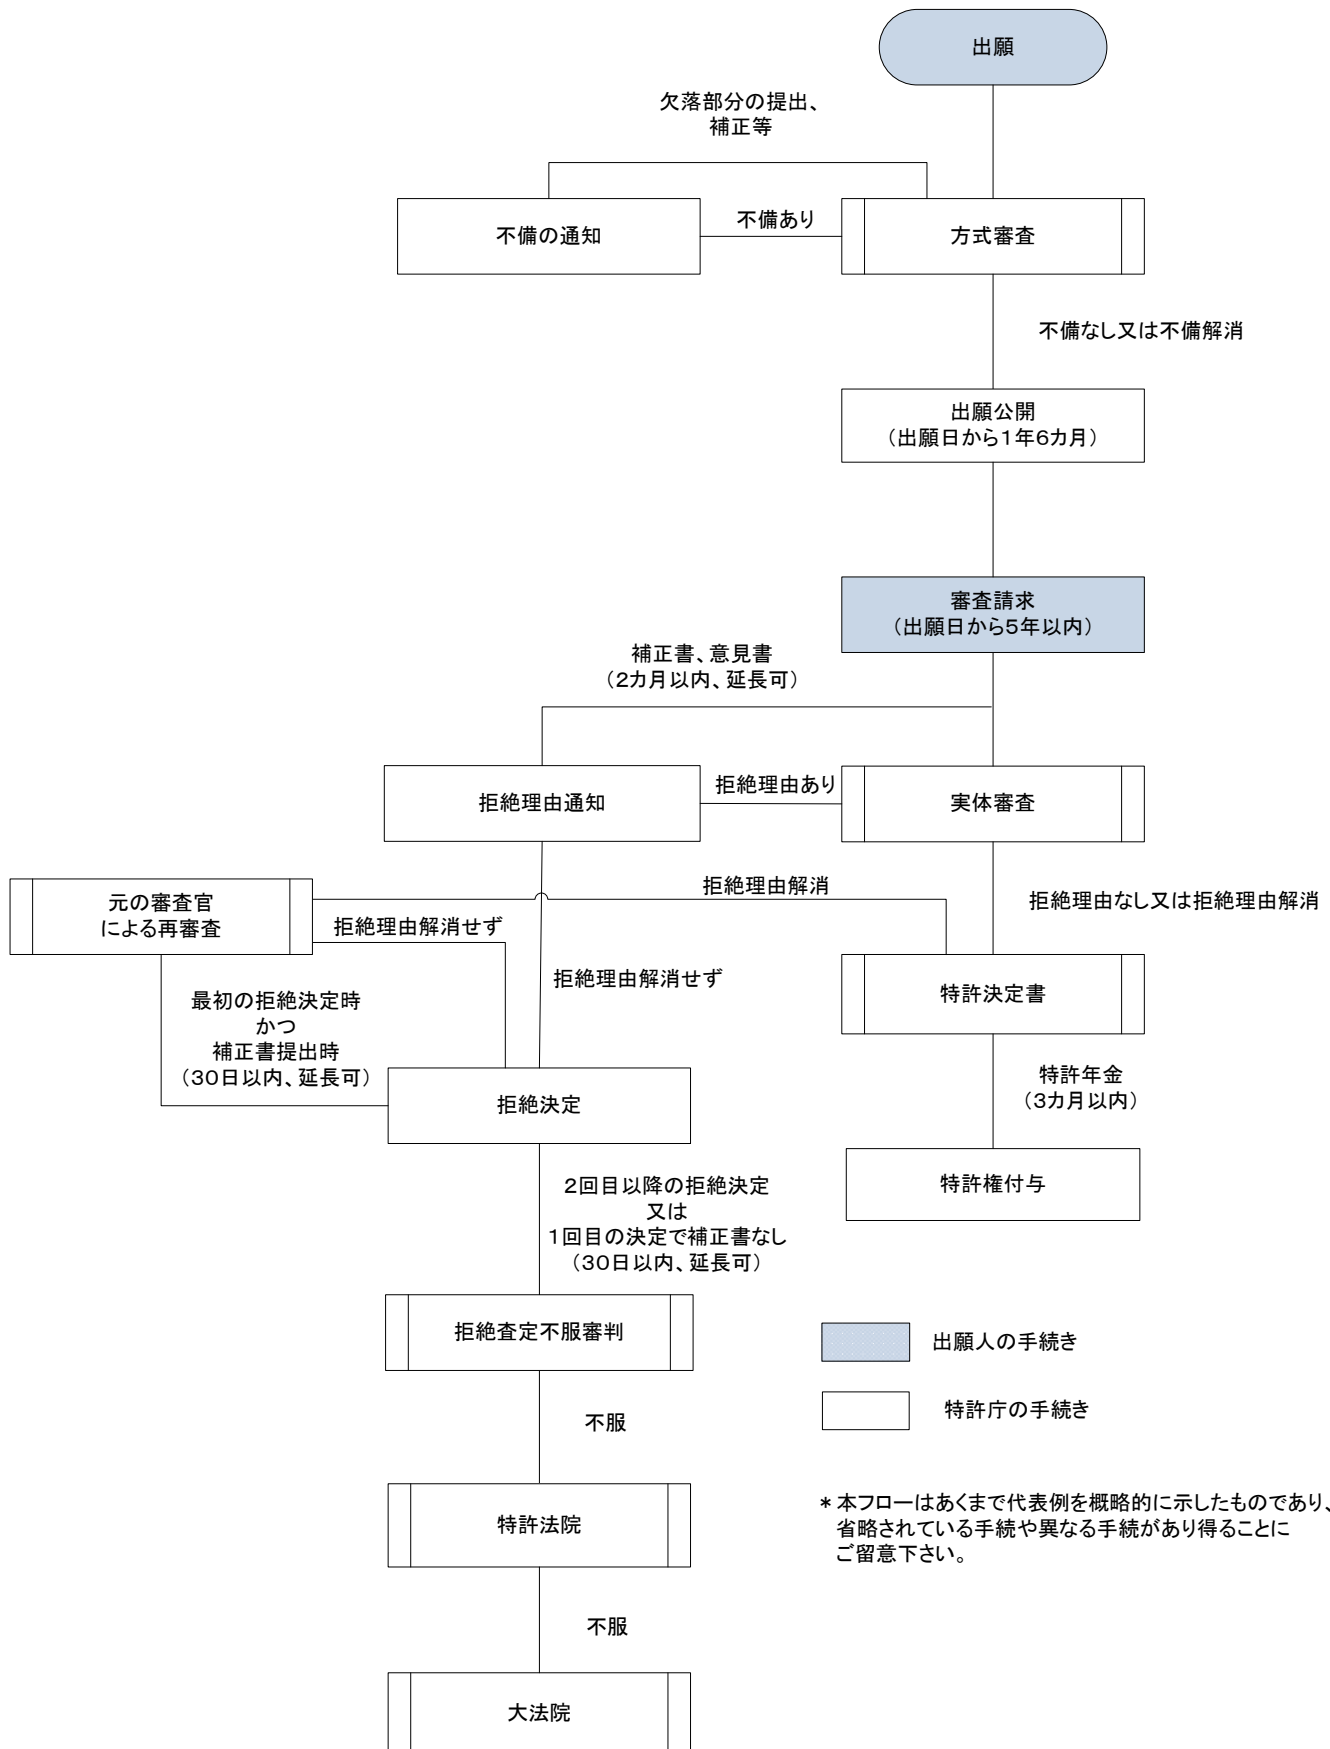 出願
欠落部分の提出、
補正等
不備の通知
不備あり
方式審査
不備なし又は不備解消
出願公開
（出願日から1年6カ月）
審査請求
（出願日から5年以内）
補正書、意見書
（2カ月以内、延長可）
拒絶理由通知
拒絶理由あり
実体審査
元の審査官
による再審査
拒絶理由解消
拒絶理由なし又は拒絶理由解消
拒絶理由解消せず
拒絶理由解消せず
特許決定書
最初の拒絶決定時
かつ
補正書提出時
（30日以内、延長可）
特許年金
（3カ月以内）
拒絶決定
特許権付与
2回目以降の拒絶決定
又は
1回目の決定で補正書なし
（30日以内、延長可）
拒絶査定不服審判
出願人の手続き
特許庁の手続き
不服
特許法院
＊本フローはあくまで代表例を概略的に示したものであり、
省略されている手続や異なる手続があり得ることに
ご留意下さい。
不服
大法院